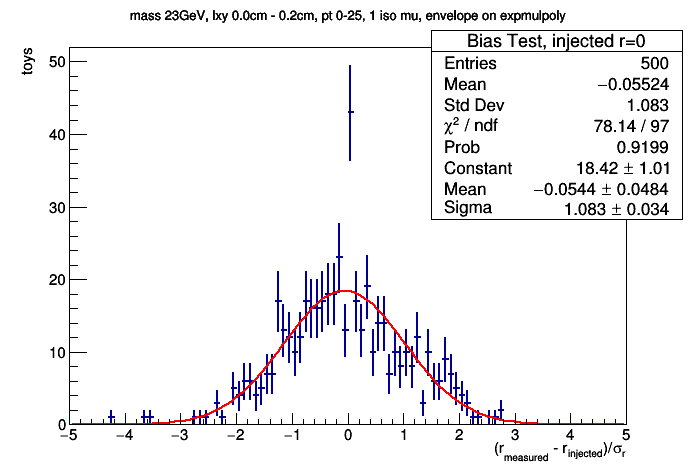 mass 23GeV, lxy 0.0cm - 0.2cm, pt 0-25, 1 iso mu, envelope on expmulpoly
toys
Bias Test, injected r=0
Entries 500
Mean −0.05524
Std Dev 1.083
χ² / ndf 78.14 / 97
Prob 0.9199
Constant 18.42 ± 1.01
Mean −0.0544 ± 0.0484
Sigma 1.083 ± 0.034
50
40
30
20
10
0
−5 −4 −3 −2 −1 0 1 2 3 4 5
(r_measured - r_injected)/σ_r